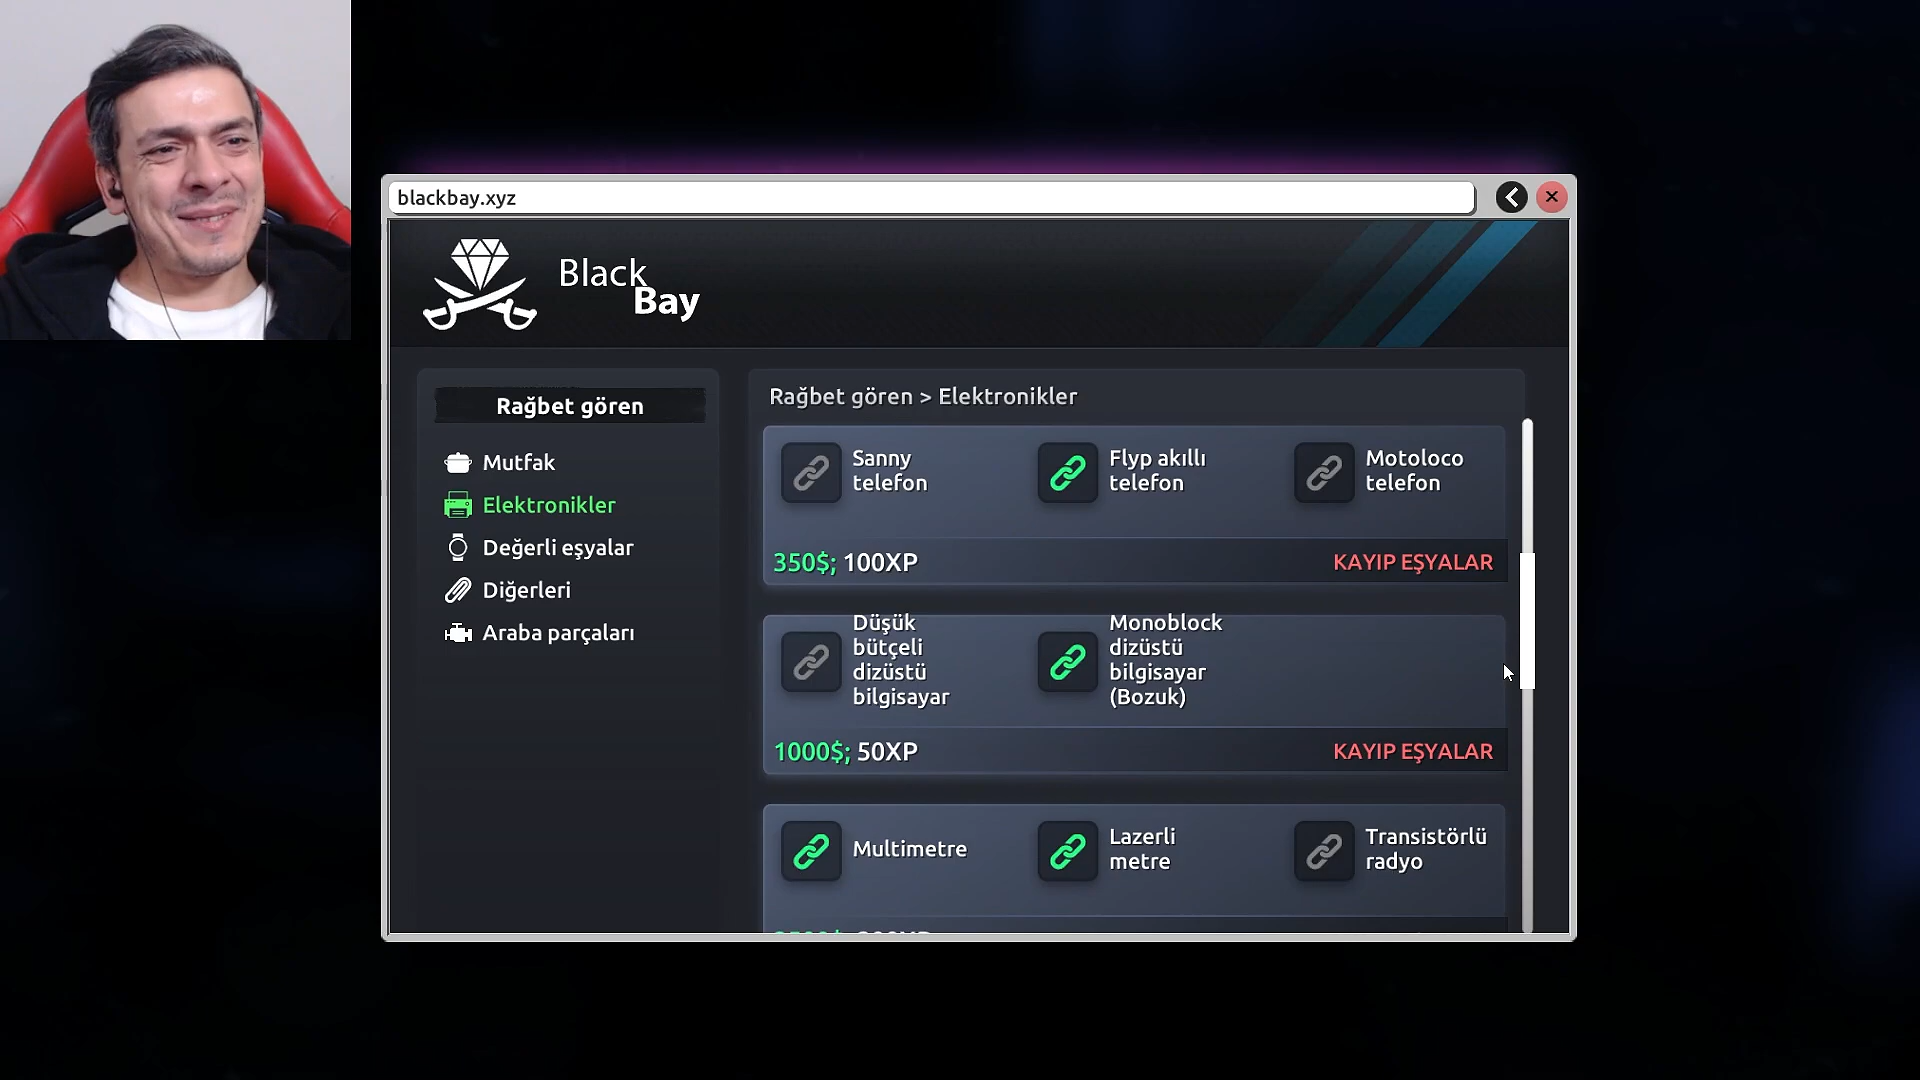 blackbay.xyz
Black
Bay
Rağbet gören
Mutfak
Elektronikler
Değerli eşyalar
Diğerleri
Araba parçaları
Rağbet gören > Elektronikler
Sanny
telefon
Flyp akıllı
telefon
Motoloco
telefon
350$; 100XP
KAYIP EŞYALAR
Düşük
bütçeli
dizüstü
bilgisayar
Monoblock
dizüstü
bilgisayar
(Bozuk)
1000$; 50XP
KAYIP EŞYALAR
Multimetre
Lazerli
metre
Transistörlü
radyo